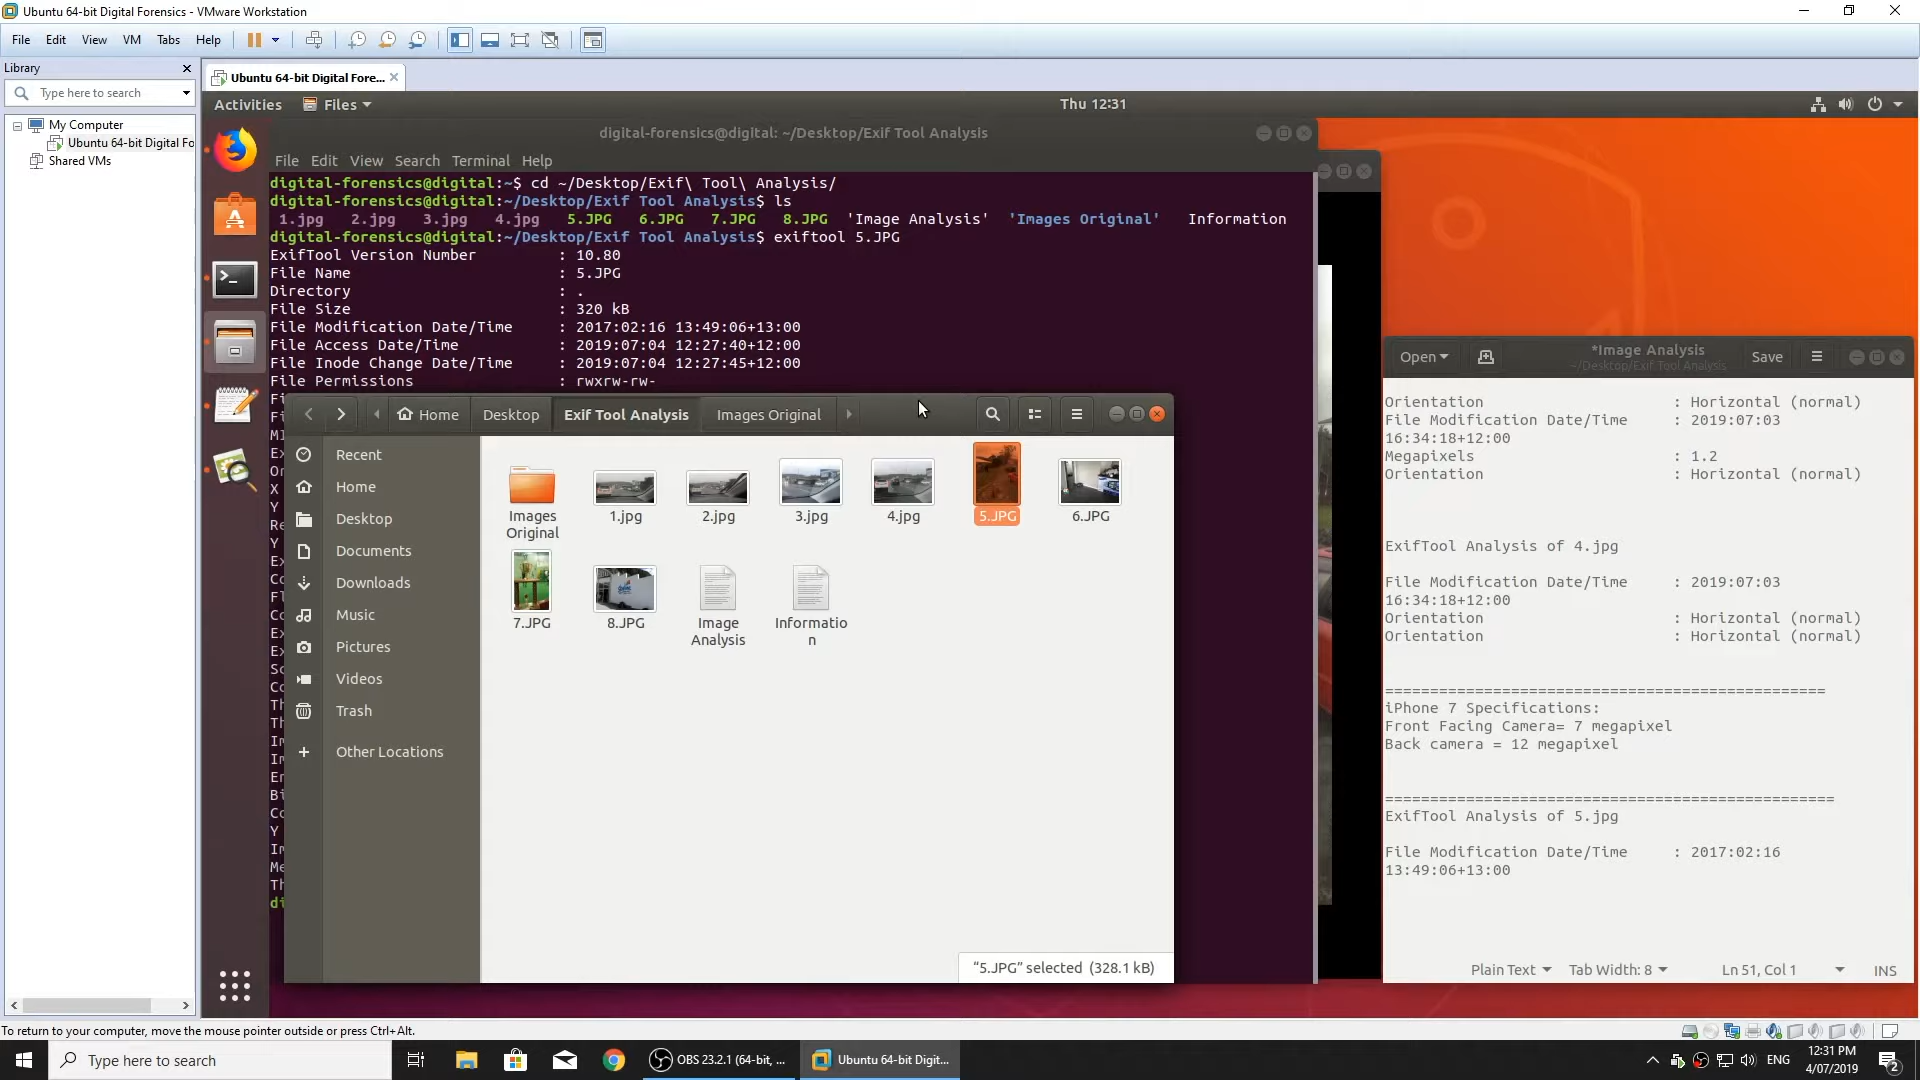 Ubuntu 64-bit Digital Forensics - VMware Workstation
File Edit View VM Tabs Help
Library
Type here to search
My Computer
Ubuntu 64-bit Digital Fo
Shared VMs
Ubuntu 64-bit Digital Fore...
Activities Files Thu 12:31
digital-forensics@digital: ~/Desktop/Exif Tool Analysis
File Edit View Search Terminal Help
digital-forensics@digital:~$ cd ~/Desktop/Exif\ Tool\ Analysis/
digital-forensics@digital:~/Desktop/Exif Tool Analysis$ ls
1.jpg 2.jpg 3.jpg 4.jpg 5.JPG 6.JPG 7.JPG 8.JPG 'Image Analysis' 'Images Original' Information
digital-forensics@digital:~/Desktop/Exif Tool Analysis$ exiftool 5.JPG
ExifTool Version Number : 10.80
File Name : 5.JPG
Directory : .
File Size : 320 kB
File Modification Date/Time : 2017:02:16 13:49:06+13:00
File Access Date/Time : 2019:07:04 12:27:40+12:00
File Inode Change Date/Time : 2019:07:04 12:27:45+12:00
File Permissions : rwxrw-rw-
Home Desktop Exif Tool Analysis Images Original
Recent
Home
Desktop
Documents
Downloads
Music
Pictures
Videos
Trash
+ Other Locations
Images Original
1.jpg
2.jpg
3.jpg
4.jpg
5.JPG
6.JPG
7.JPG
8.JPG
Image Analysis
Informatio
n
"5.JPG" selected (328.1 kB)
Open *Image Analysis Save
~/Desktop/Exif Tool Analysis
Orientation : Horizontal (normal)
File Modification Date/Time : 2019:07:03
16:34:18+12:00
Megapixels : 1.2
Orientation : Horizontal (normal)
ExifTool Analysis of 4.jpg
File Modification Date/Time : 2019:07:03
16:34:18+12:00
Orientation : Horizontal (normal)
Orientation : Horizontal (normal)
=================================================
iPhone 7 Specifications:
Front Facing Camera= 7 megapixel
Back camera = 12 megapixel
==================================================
ExifTool Analysis of 5.jpg
File Modification Date/Time : 2017:02:16
13:49:06+13:00
Plain Text Tab Width: 8 Ln 51, Col 1 INS
To return to your computer, move the mouse pointer outside or press Ctrl+Alt.
Type here to search
OBS 23.2.1 (64-bit, ...
Ubuntu 64-bit Digit...
ENG
12:31 PM
4/07/2019
2